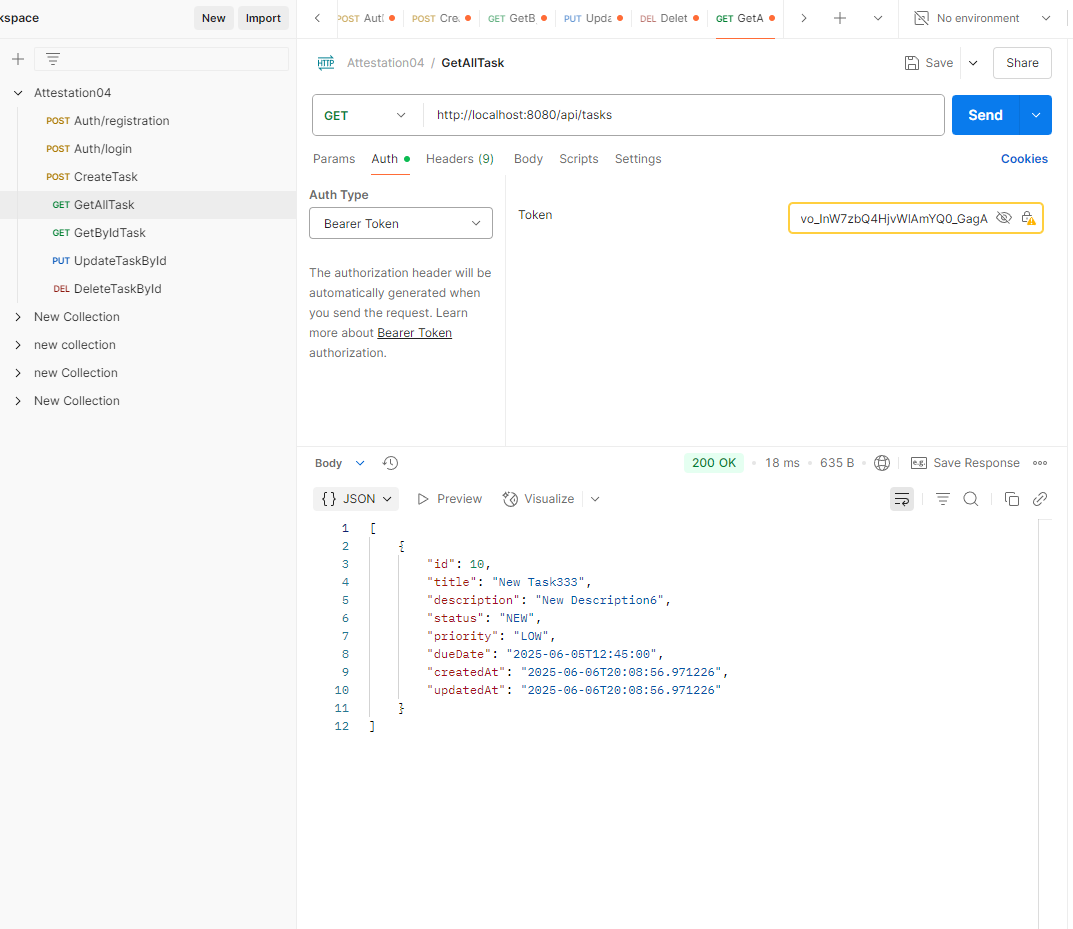 kspace
New
Import
Attestation04
POST Auth/registration
POST Auth/login
POST CreateTask
GET GetAllTask
GET GetByIdTask
PUT UpdateTaskById
DEL DeleteTaskById
New Collection
new collection
new Collection
New Collection
POST Aut
POST Cre
GET GetB
PUT Upda
DEL Delet
GET GetA
No environment
HTTP
Attestation04 / GetAllTask
Save
Share
GET
http://localhost:8080/api/tasks
Send
Params
Auth
Headers (9)
Body
Scripts
Settings
Cookies
Auth Type
Bearer Token
The authorization header will be
automatically generated when
you send the request. Learn
more about Bearer Token
authorization.
Token
vo_InW7zbQ4HjvWlAmYQ0_GagA
Body
200 OK
18 ms
635 B
e.g.
Save Response
{} JSON
Preview
Visualize
1 [
2 {
3 "id": 10,
4 "title": "New Task333",
5 "description": "New Description6",
6 "status": "NEW",
7 "priority": "LOW",
8 "dueDate": "2025-06-05T12:45:00",
9 "createdAt": "2025-06-06T20:08:56.971226",
10 "updatedAt": "2025-06-06T20:08:56.971226"
11 }
12 ]